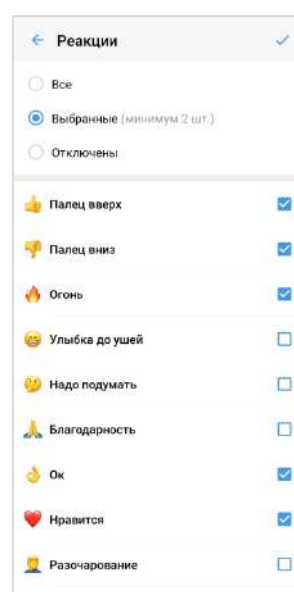 Реакции
Все
Выбранные (минимум 2 шт.)
Отключены
Палец вверх
Палец вниз
Огонь
Улыбка до ушей
Надо подумать
Благодарность
Ок
Нравится
Разочарование